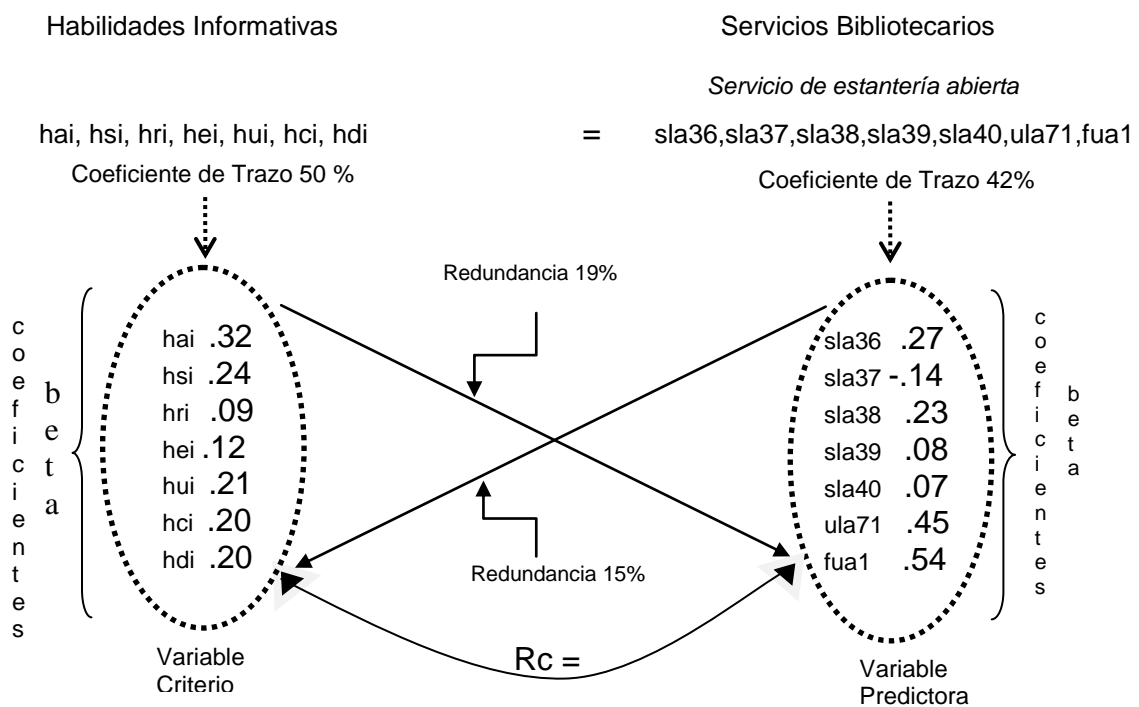 Habilidades Informativas
Servicios Bibliotecarios
Servicio de estantería abierta
hai, hsi, hri, hei, hui, hci, hdi
=
sla36,sla37,sla38,sla39,sla40,ula71,fua1
Coeficiente de Trazo 50 %
Coeficiente de Trazo 42%
Redundancia 19%
coeficientes
beta
hai .32
hsi .24
hri .09
hei .12
hui .21
hci .20
hdi .20
sla36 .27
sla37 -.14
sla38 .23
sla39 .08
sla40 .07
ula71 .45
fua1 .54
coeficientes
beta
Redundancia 15%
Rc =
Variable
Criterio
Variable
Predictora